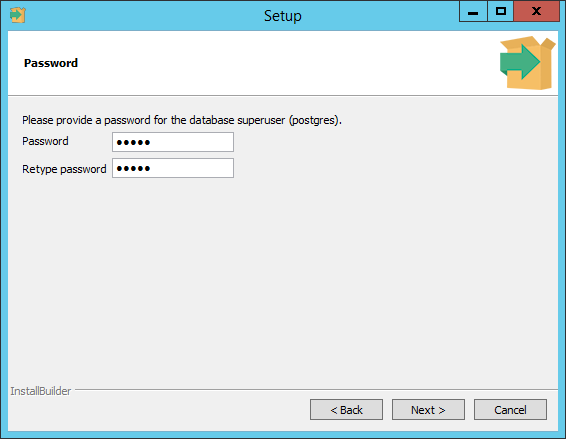 Setup
Password
Please provide a password for the database superuser (postgres).
Password •••••
Retype password •••••
InstallBuilder
< Back Next > Cancel